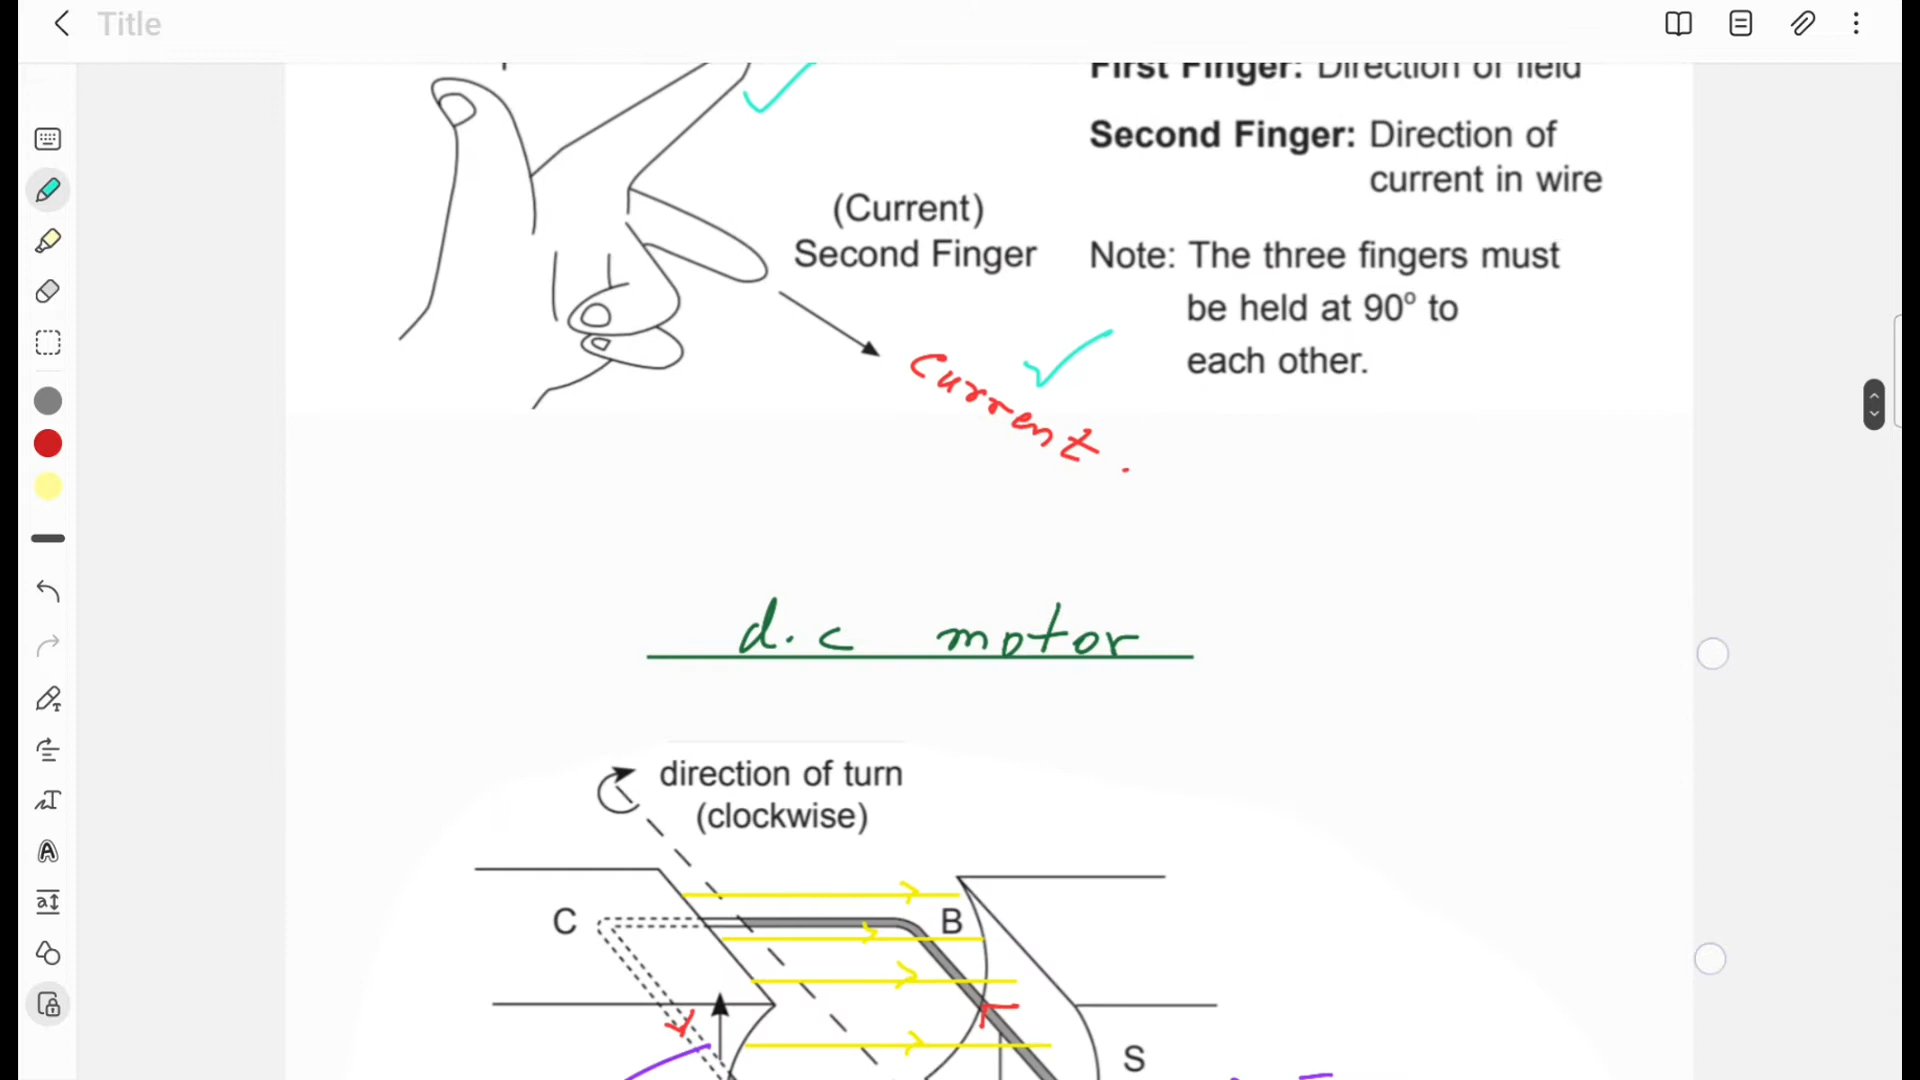 Title
First Finger: Direction of field
Second Finger: Direction of
current in wire
(Current)
Second Finger
Note: The three fingers must
be held at 90° to
each other.
Current.
d.c motor
direction of turn
(clockwise)
C
B
S